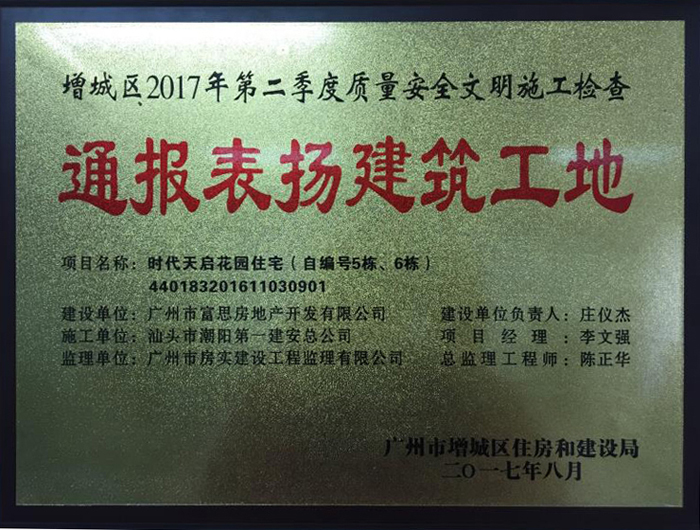 增城区2017年第二季度质量安全文明施工检查
通报表扬建筑工地
项目名称：时代天启花园住宅（自编号5栋、6栋）
440183201611030901
建设单位：广州市富思房地产开发有限公司 建设单位负责人：庄仪杰
施工单位：汕头市潮阳第一建安总公司 项目经理：李文强
监理单位：广州市房实建设工程监理有限公司 总监理工程师：陈正华
广州市增城区住房和建设局
二〇一七年八月